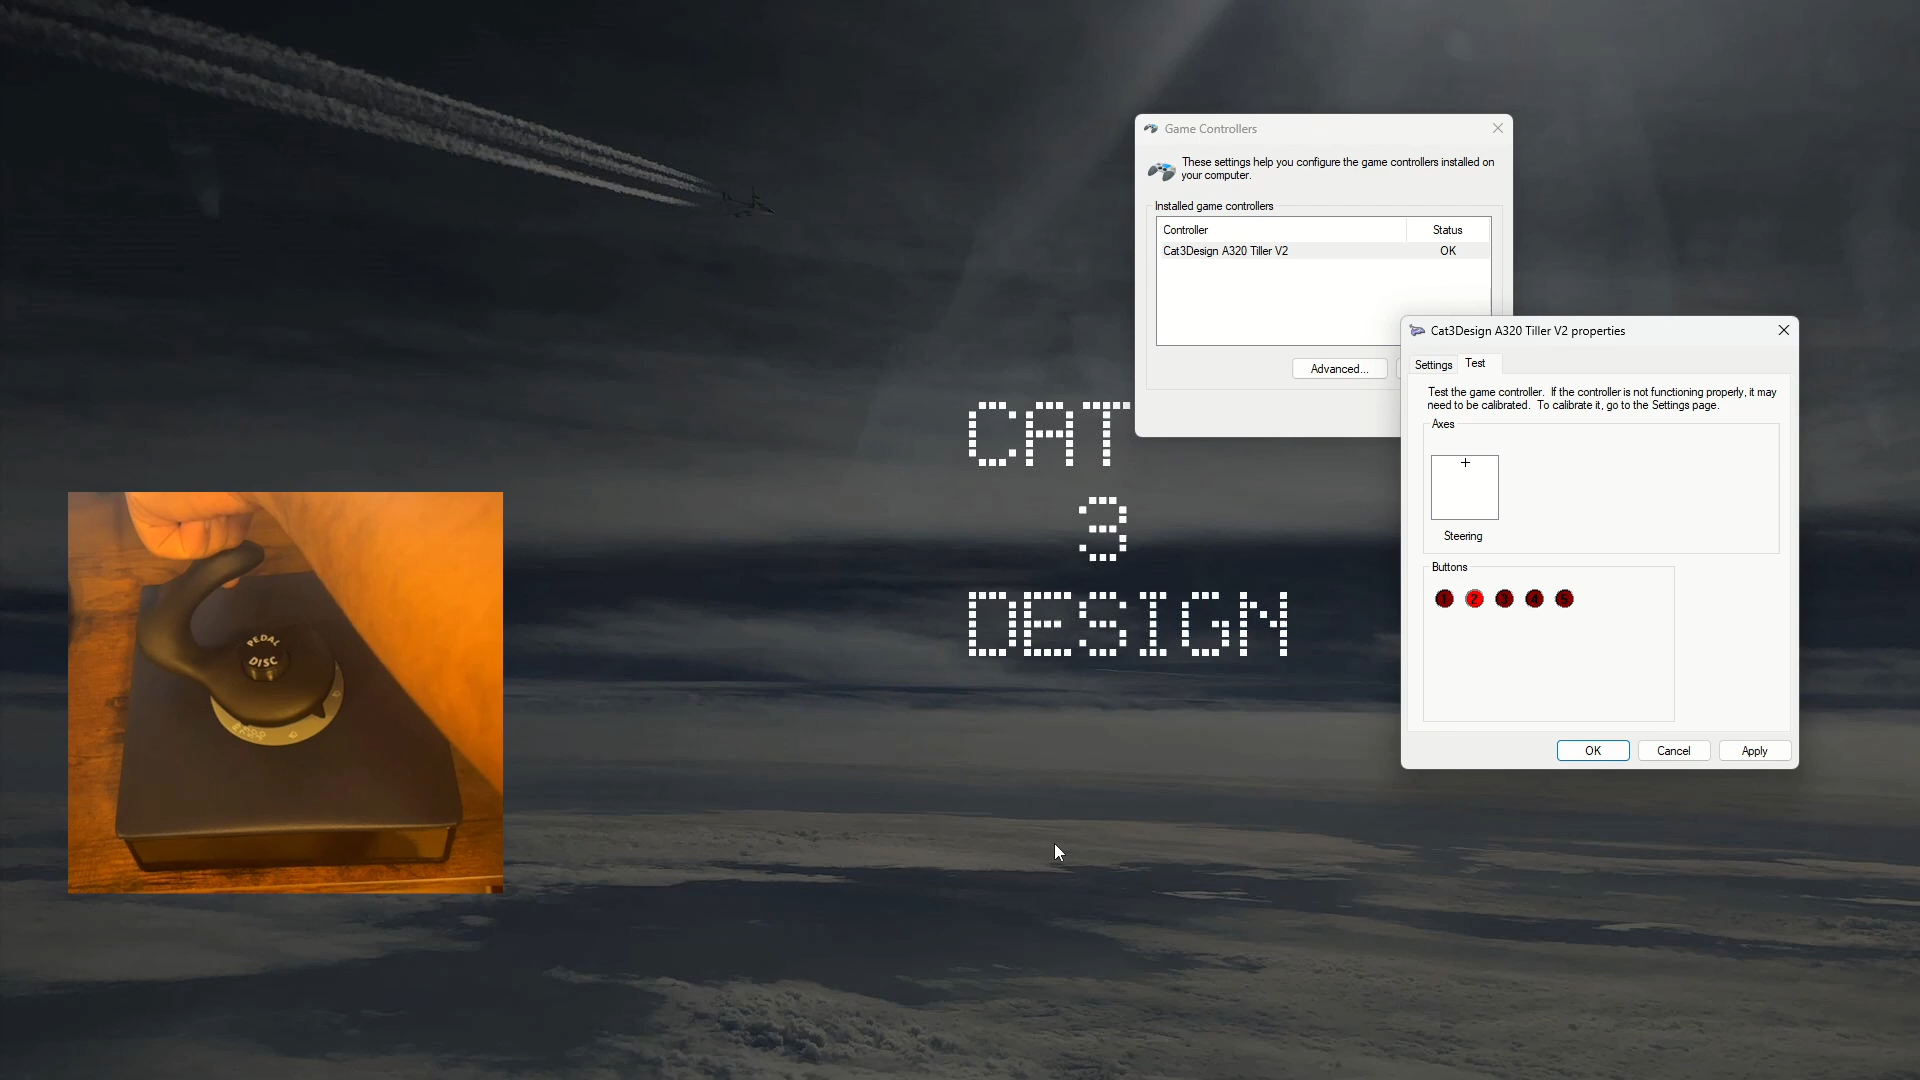 Game Controllers
These settings help you configure the game controllers installed on
your computer.
Installed game controllers
Controller Status
Cat3Design A320 Tiller V2 OK
Advanced...
Cat3Design A320 Tiller V2 properties
Settings Test
Test the game controller. If the controller is not functioning properly, it may
need to be calibrated. To calibrate it, go to the Settings page.
Axes
Steering
Buttons
1 2 3 4 5
OK Cancel Apply
CAT
3
DESIGN
PEDAL
DISC